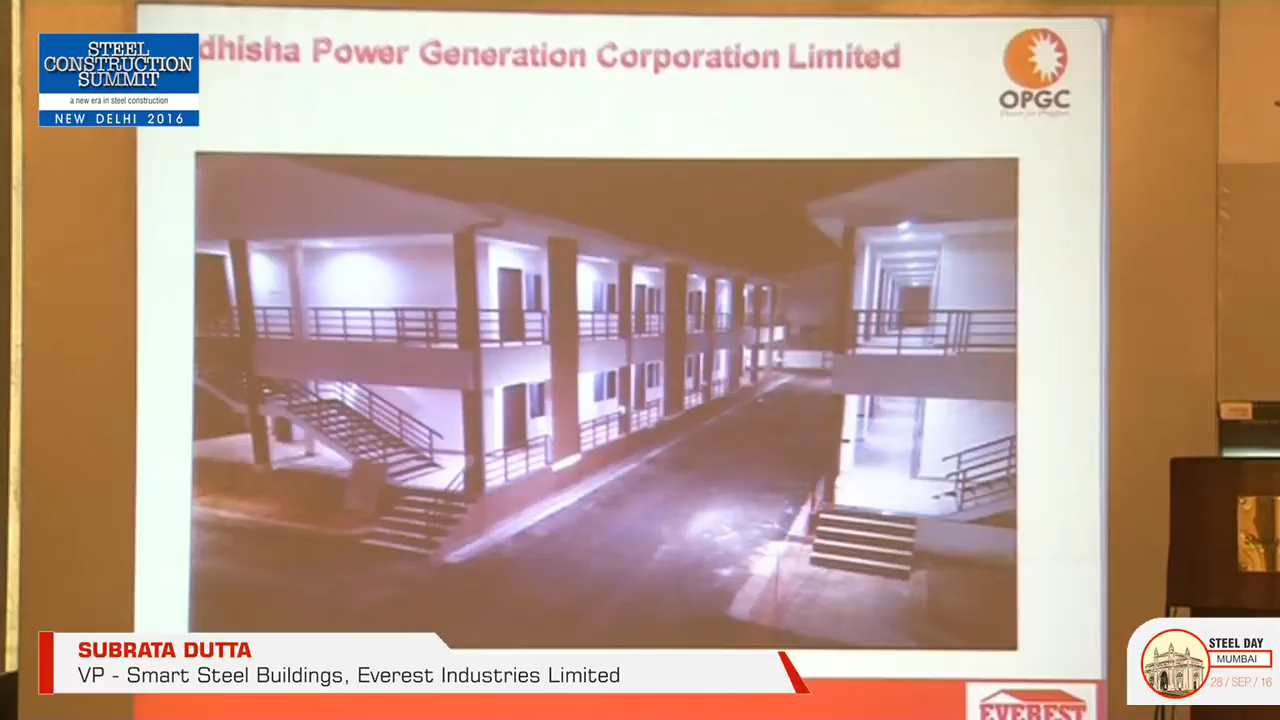 STEEL
CONSTRUCTION
SUMMIT
a new era in steel construction
NEW DELHI 2016
dhisha Power Generation Corporation Limited
OPGC
SUBRATA DUTTA
VP - Smart Steel Buildings, Everest Industries Limited
STEEL DAY
MUMBAI
28 / SEP. / 16
EVEREST